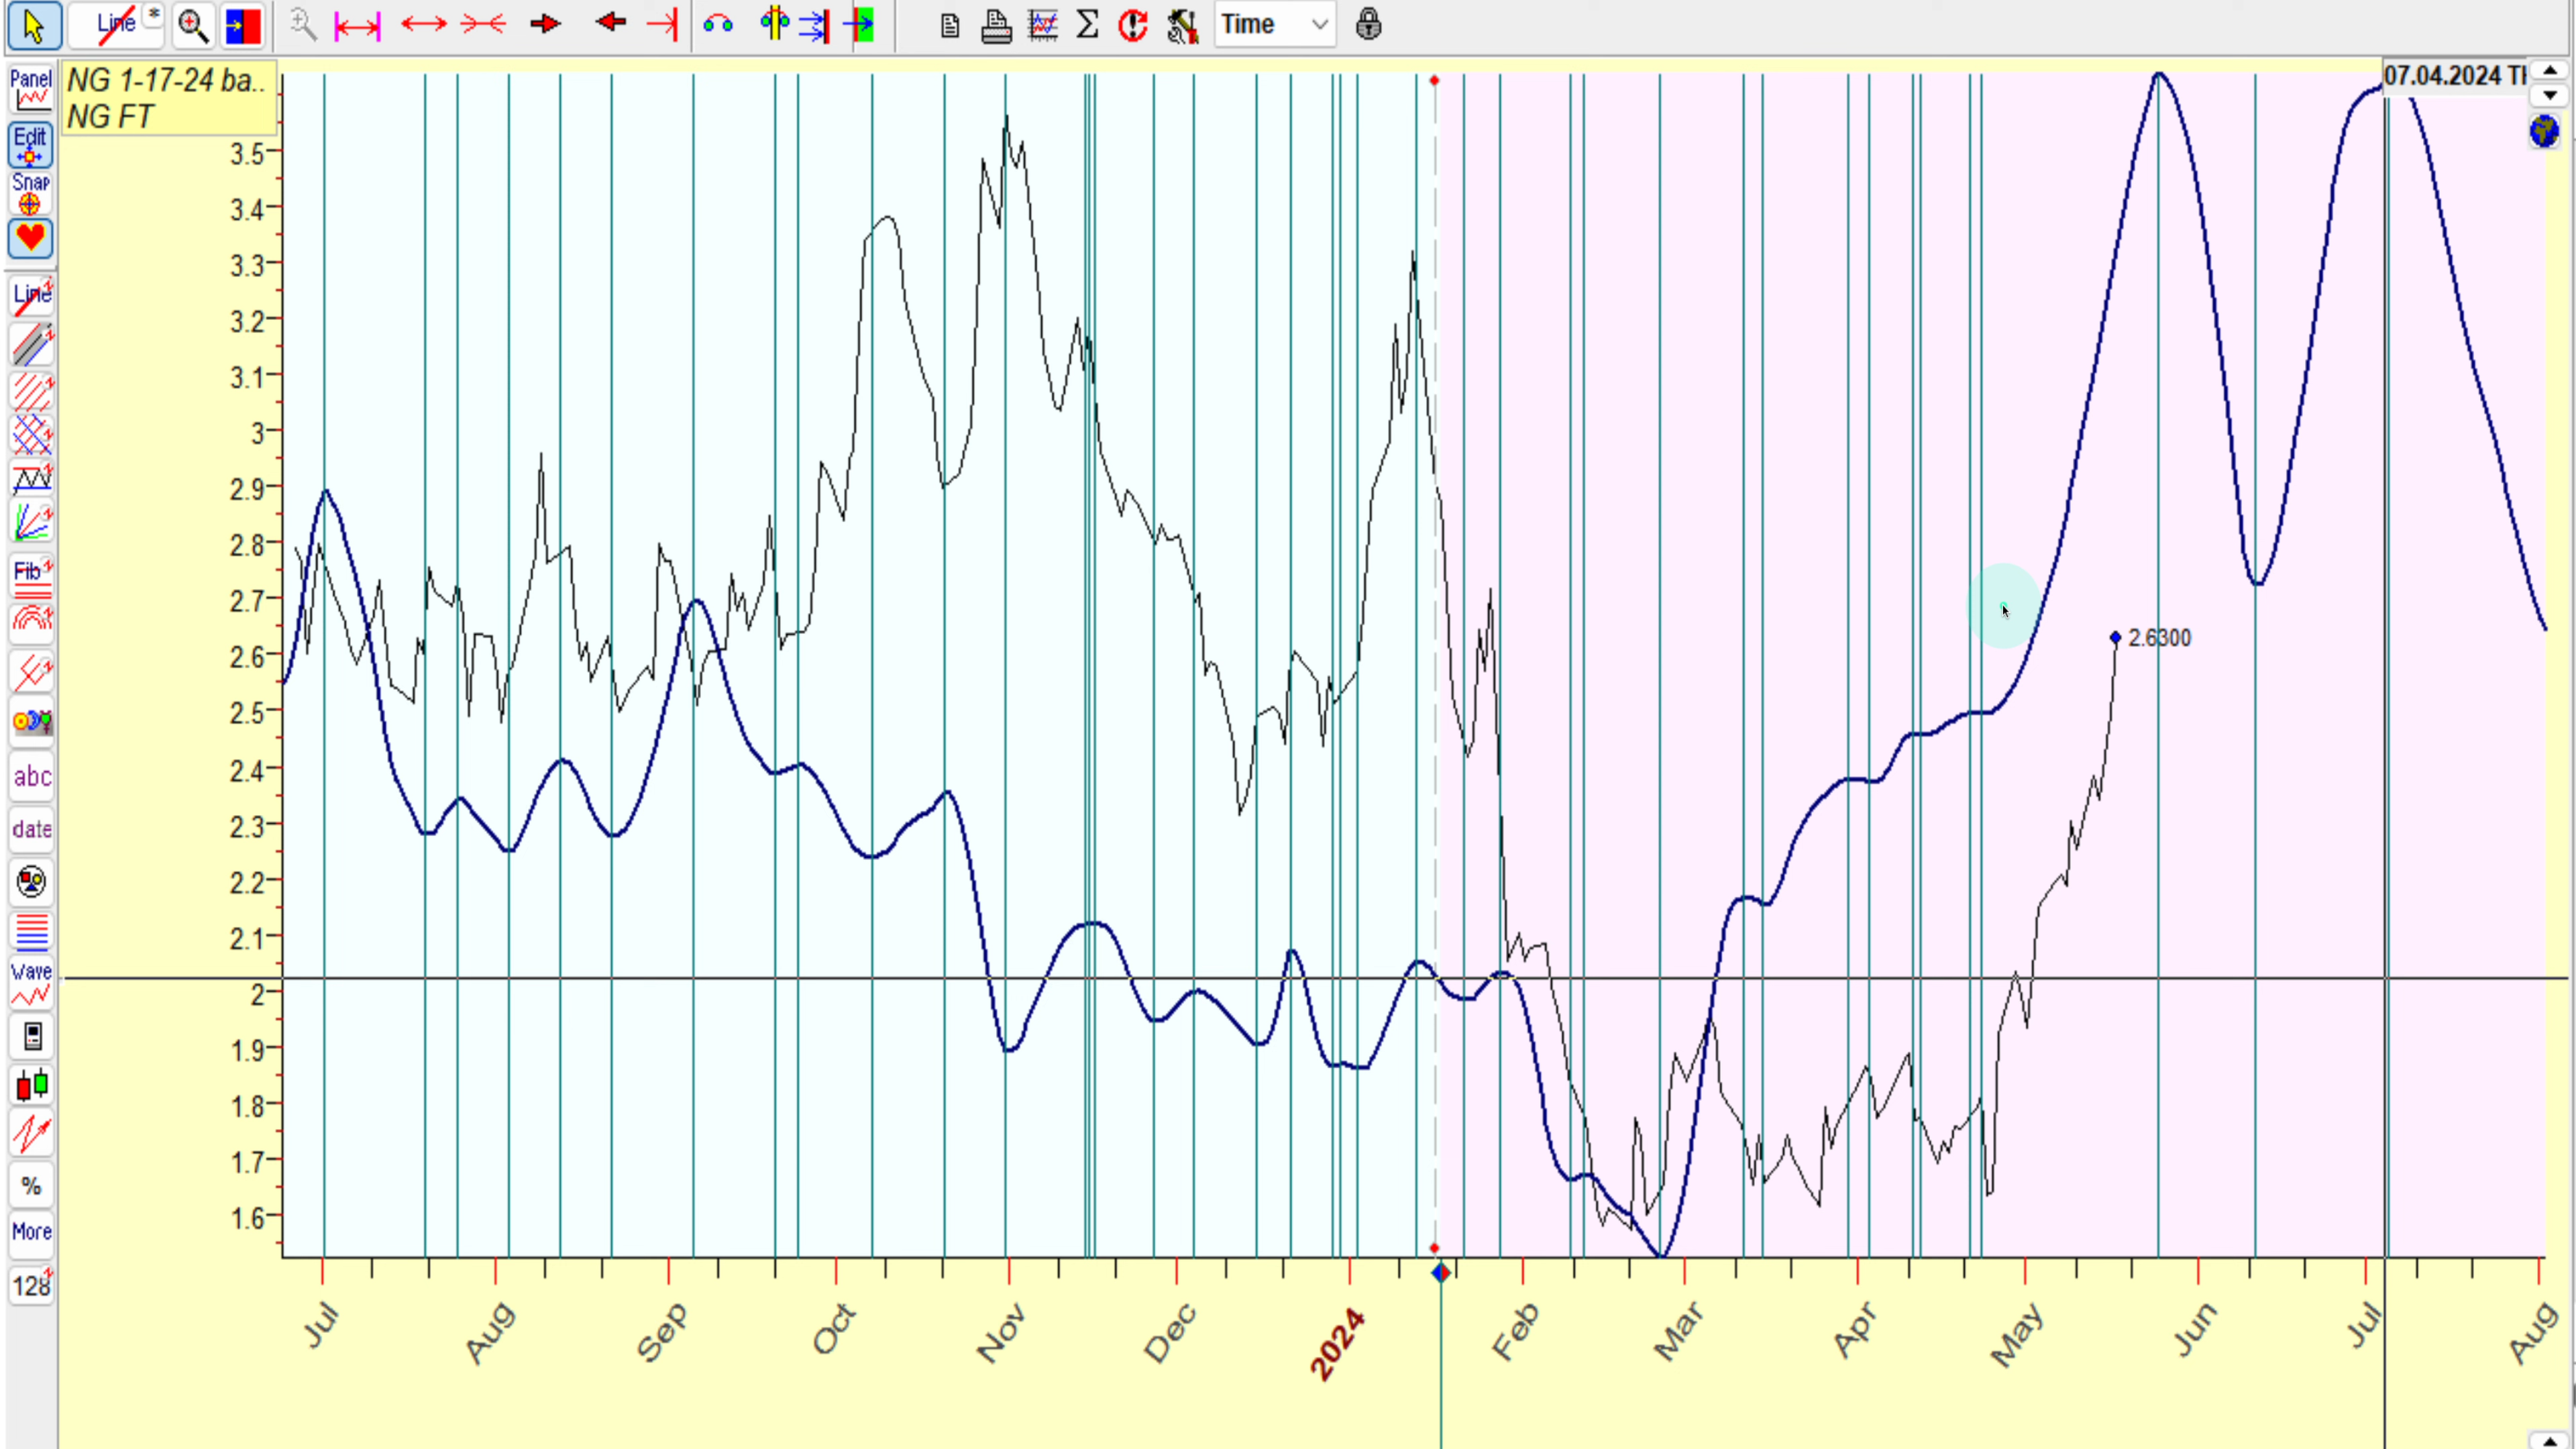 Line *
Time
Panel
NG 1-17-24 ba..
NG FT
07.04.2024
Edit
Snap
Line
Fib
abc
date
Wave
%
More
128
3.5
3.4
3.3
3.2
3.1
3
2.9
2.8
2.7
2.6
2.5
2.4
2.3
2.2
2.1
2
1.9
1.8
1.7
1.6
2.6300
Jul
Aug
Sep
Oct
Nov
Dec
2024
Feb
Mar
Apr
May
Jun
Jul
Aug